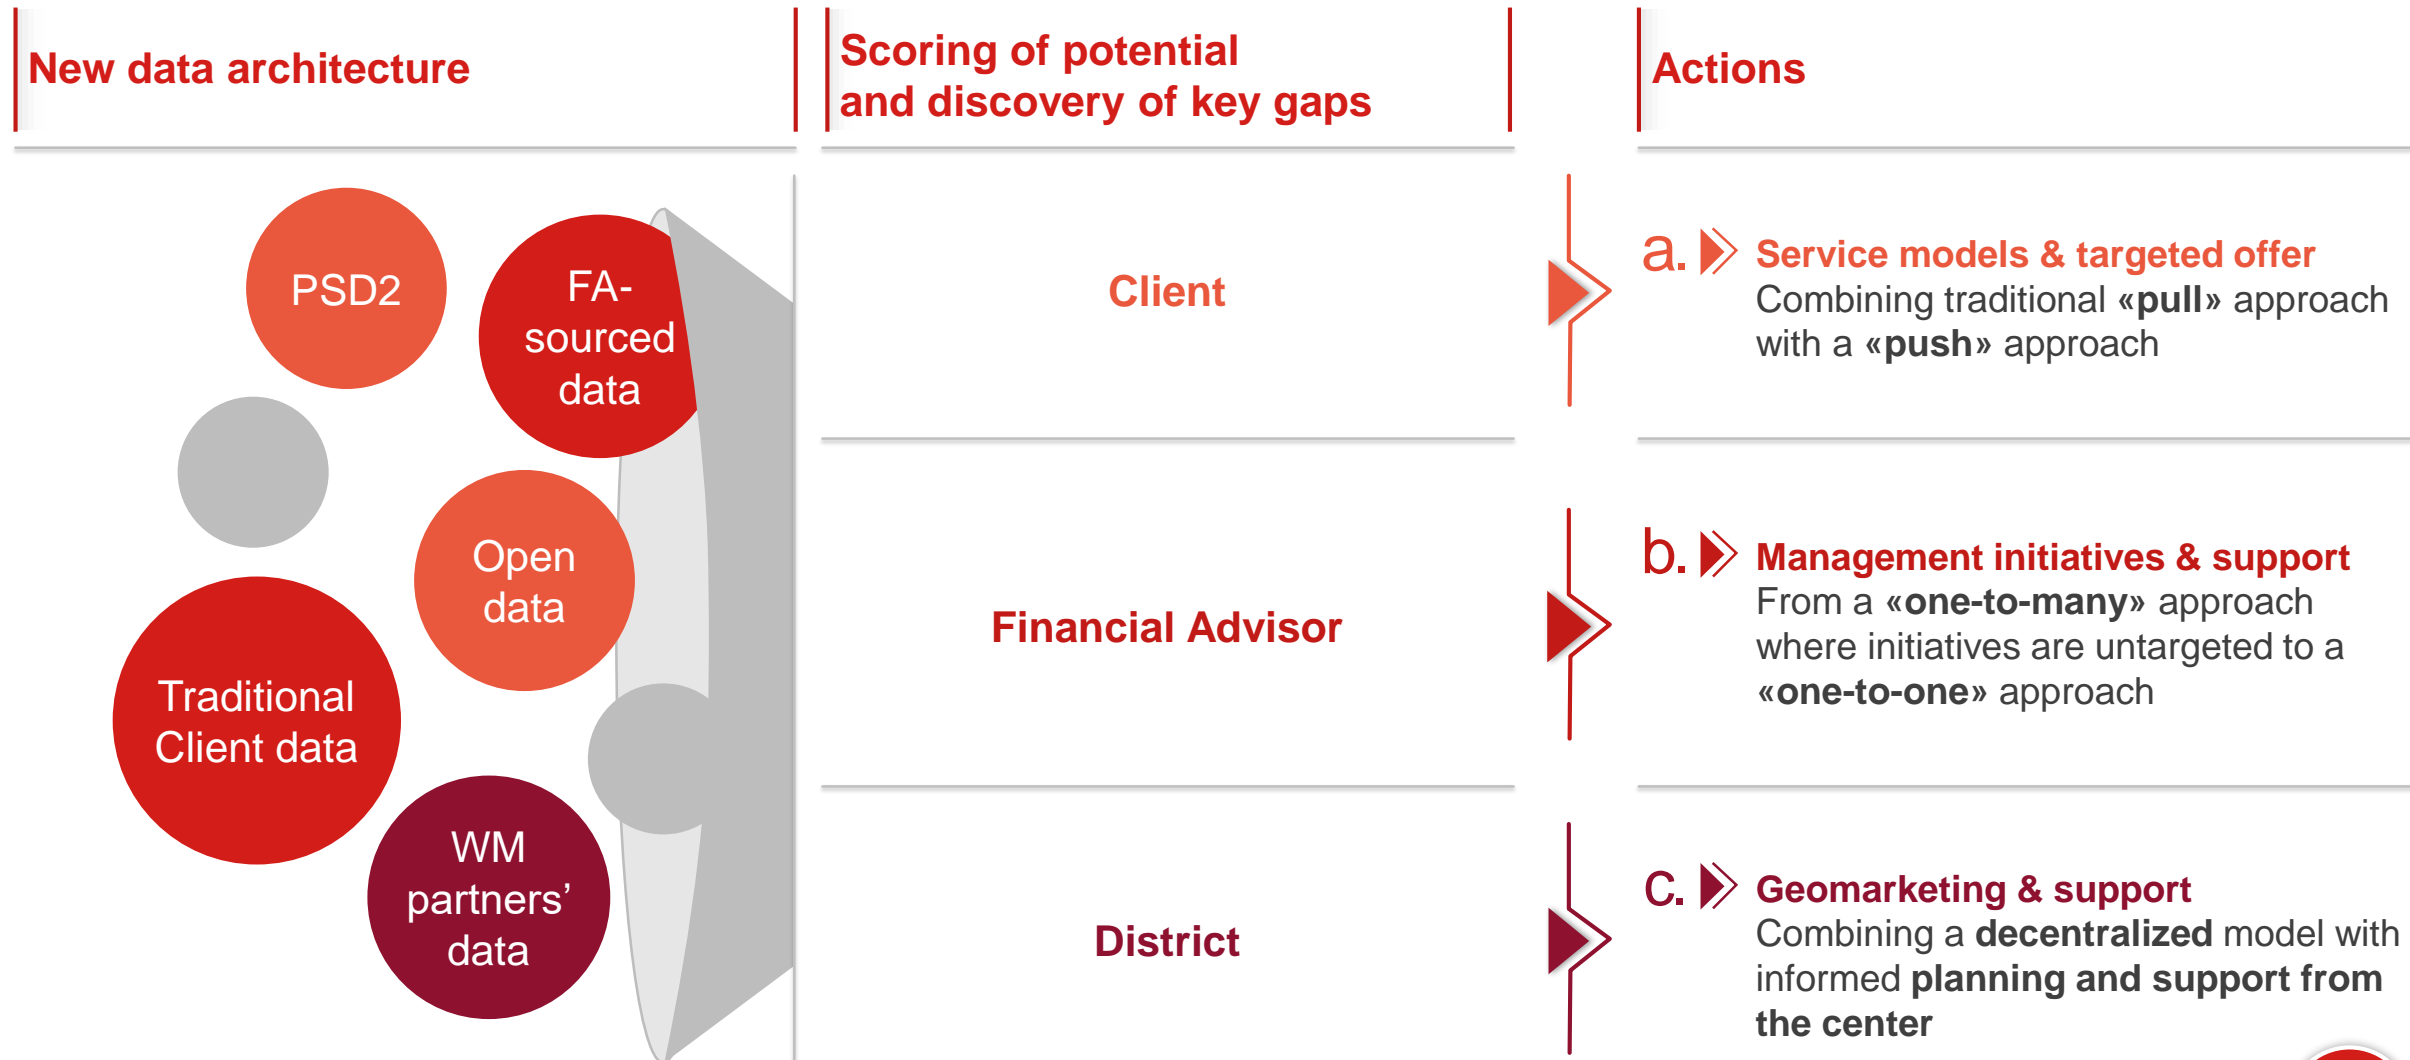 New data architecture
Scoring of potential
and discovery of key gaps
Actions
PSD2
FA-
sourced
data
Open
data
Traditional
Client data
WM
partners’
data
Client
Financial Advisor
District
a.
Service models & targeted offer
Combining traditional «pull» approach
with a «push» approach
b.
Management initiatives & support
From a «one-to-many» approach
where initiatives are untargeted to a
«one-to-one» approach
c.
Geomarketing & support
Combining a decentralized model with
informed planning and support from
the center